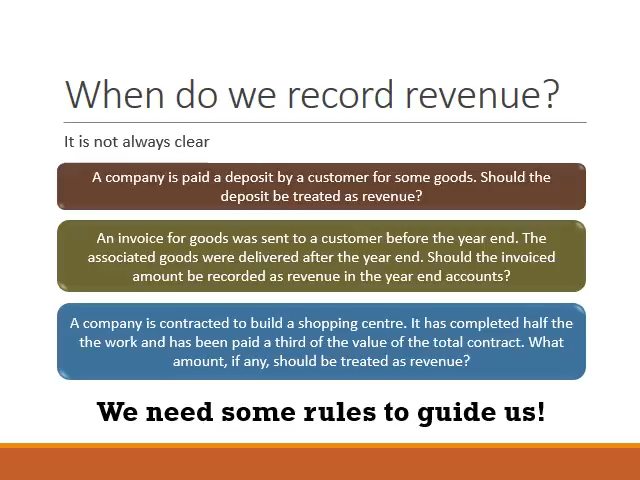 When do we record revenue?
It is not always clear
A company is paid a deposit by a customer for some goods. Should the
deposit be treated as revenue?
An invoice for goods was sent to a customer before the year end. The
associated goods were delivered after the year end. Should the invoiced
amount be recorded as revenue in the year end accounts?
A company is contracted to build a shopping centre. It has completed half the
the work and has been paid a third of the value of the total contract. What
amount, if any, should be treated as revenue?
We need some rules to guide us!